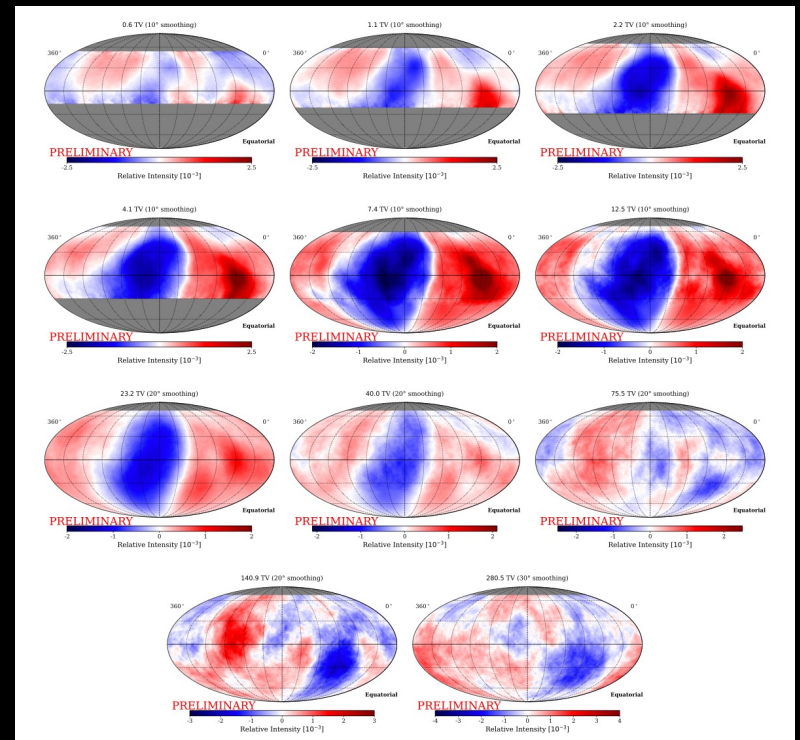 0.6 TV (10° smoothing)
360°
0°
Equatorial
PRELIMINARY
-2.5
2.5
Relative Intensity [10⁻³]
1.1 TV (10° smoothing)
360°
0°
Equatorial
PRELIMINARY
-2.5
2.5
Relative Intensity [10⁻³]
2.2 TV (10° smoothing)
360°
0°
Equatorial
PRELIMINARY
-2.5
2.5
Relative Intensity [10⁻³]
4.1 TV (10° smoothing)
360°
0°
Equatorial
PRELIMINARY
-2.5
2.5
Relative Intensity [10⁻³]
7.4 TV (10° smoothing)
360°
0°
Equatorial
PRELIMINARY
-2 -1 0 1 2
Relative Intensity [10⁻³]
12.5 TV (10° smoothing)
360°
0°
Equatorial
PRELIMINARY
-2 -1 0 1 2
Relative Intensity [10⁻³]
23.2 TV (20° smoothing)
360°
0°
Equatorial
PRELIMINARY
-2 -1 0 1 2
Relative Intensity [10⁻³]
40.0 TV (20° smoothing)
360°
0°
Equatorial
PRELIMINARY
-2 -1 0 1 2
Relative Intensity [10⁻³]
75.5 TV (20° smoothing)
360°
0°
Equatorial
PRELIMINARY
-2 -1 0 1 2
Relative Intensity [10⁻³]
140.9 TV (20° smoothing)
360°
0°
Equatorial
PRELIMINARY
-3 -2 -1 0 1 2 3
Relative Intensity [10⁻³]
280.5 TV (30° smoothing)
360°
0°
Equatorial
PRELIMINARY
-4 -3 -2 -1 0 1 2 3 4
Relative Intensity [10⁻³]